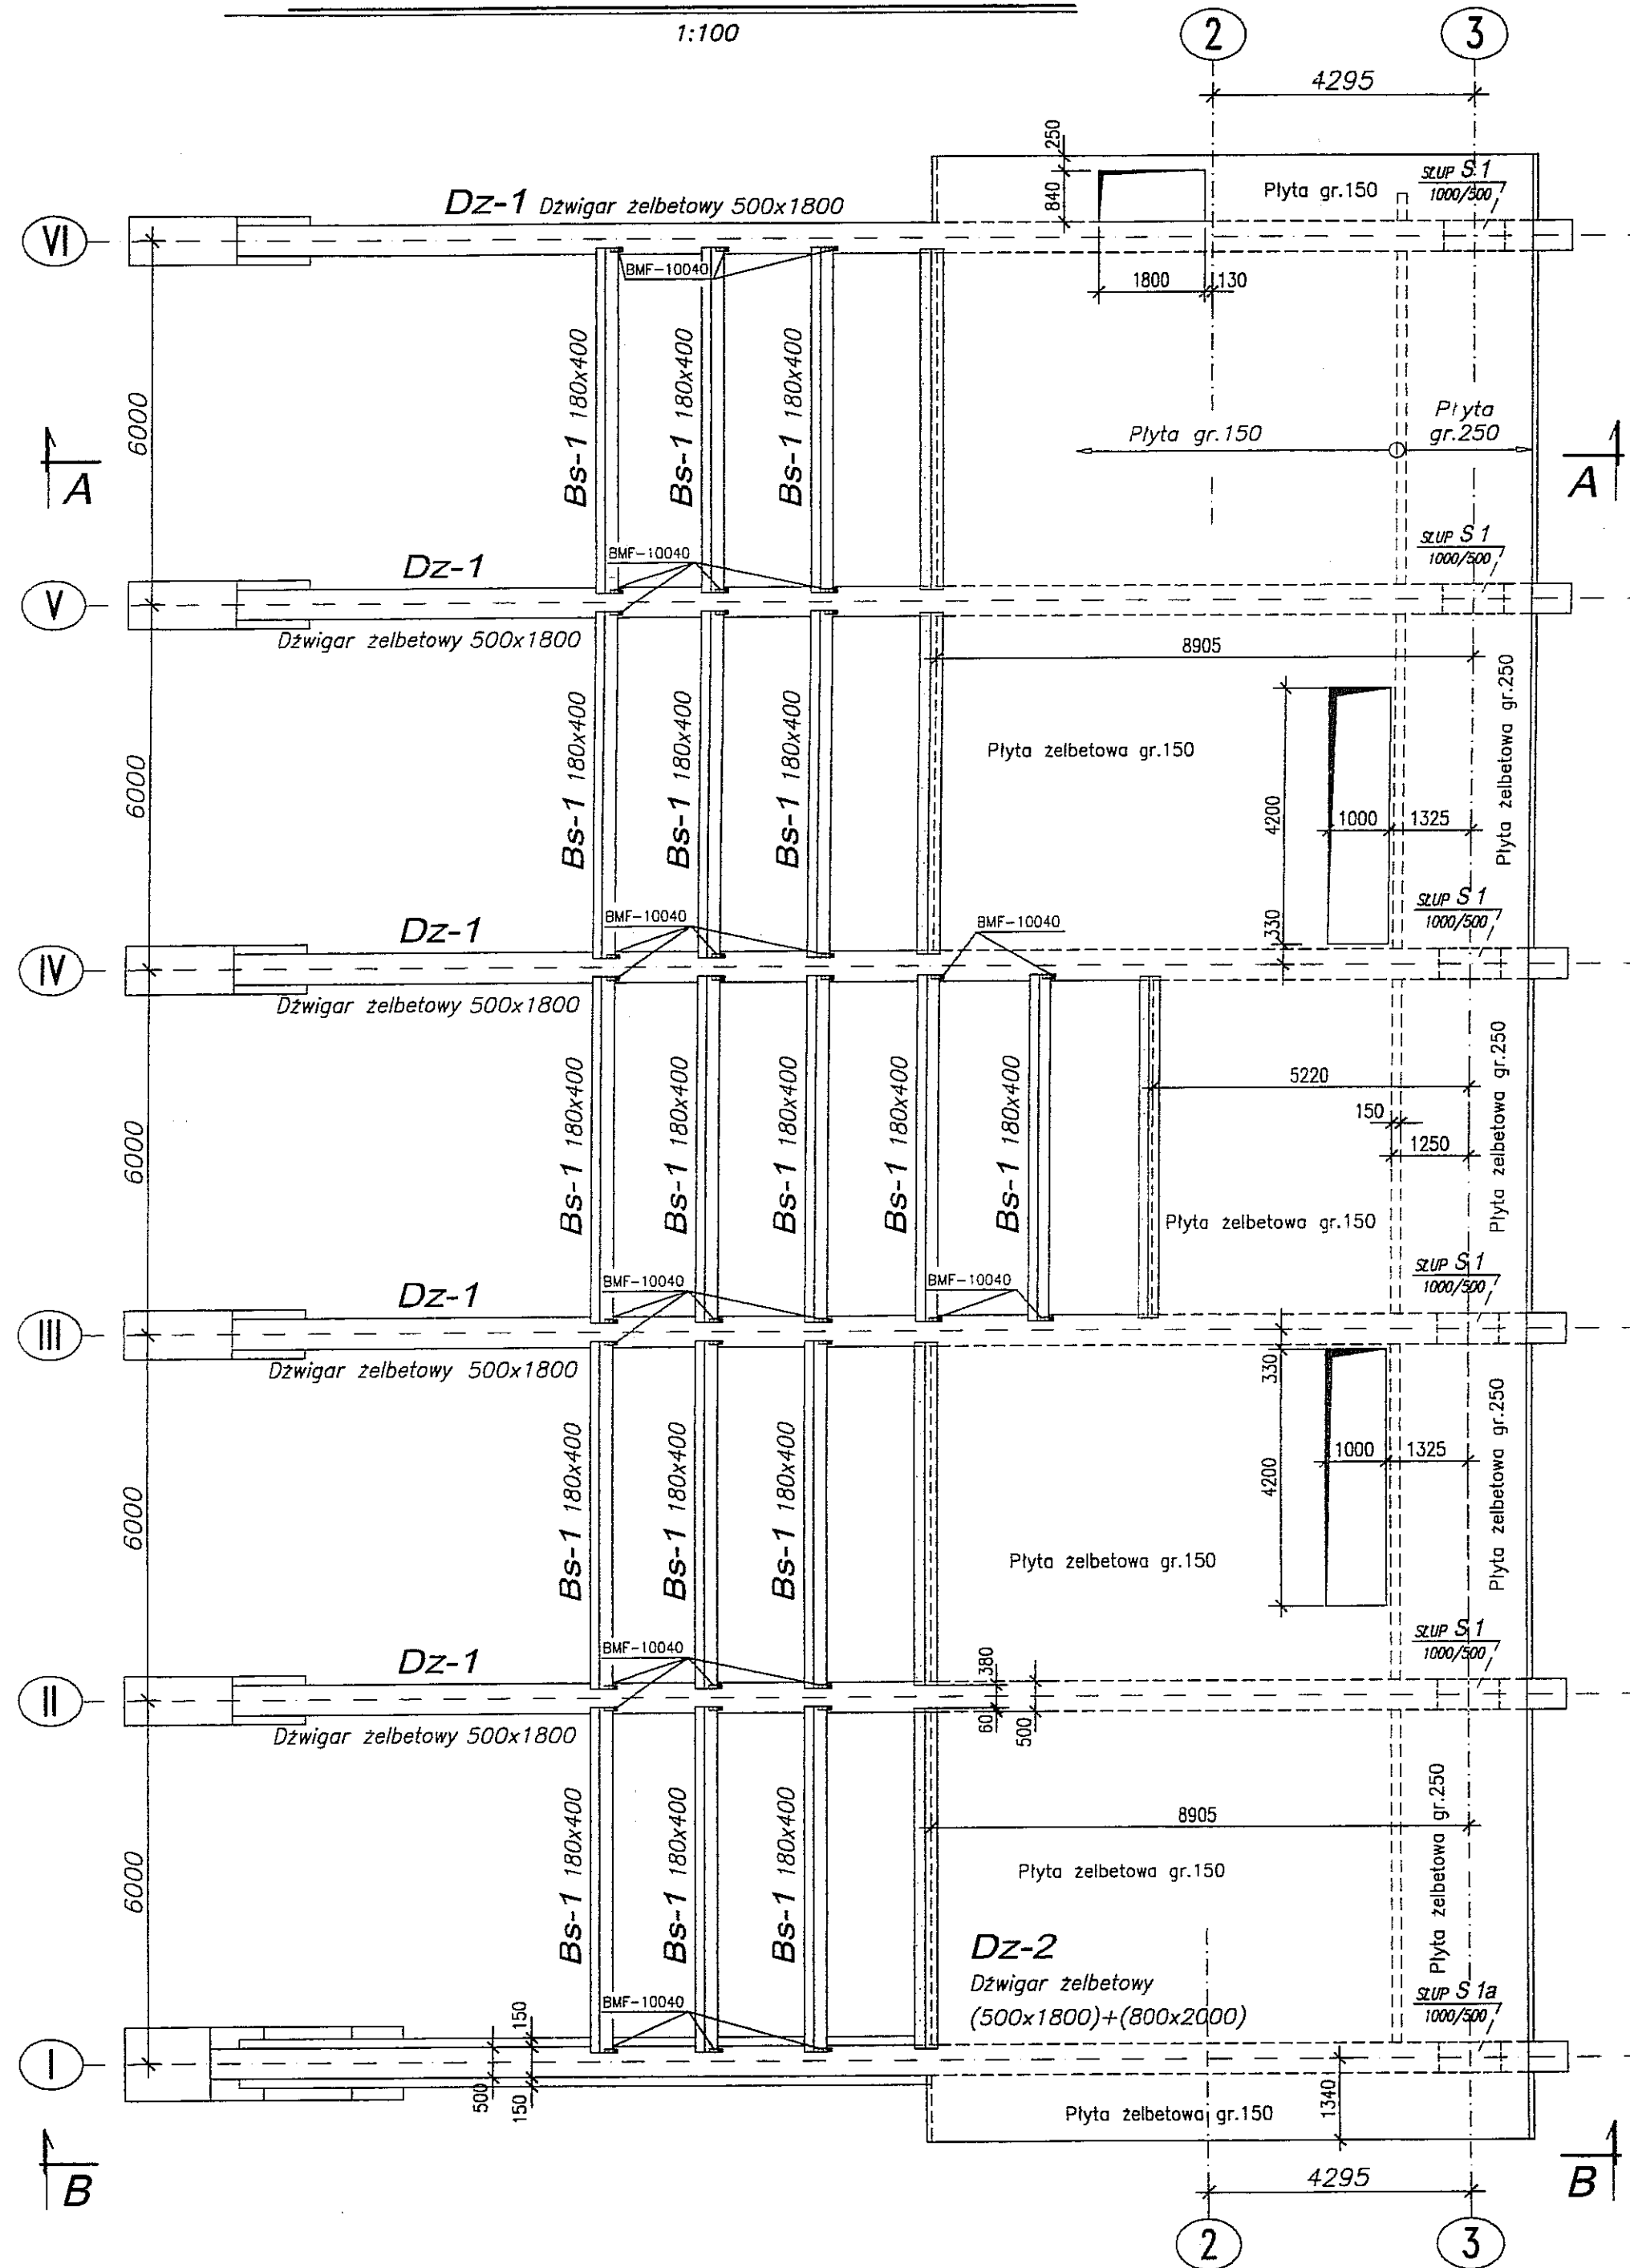 1:100
2
3
4295
250
840
Płyta gr.150
SŁUP S 1
1000/500
Dz-1 Dźwigar żelbetowy 500x1800
VI
BMF-10040
1800
130
6000
Bs-1 180x400
Bs-1 180x400
Bs-1 180x400
Płyta gr.150
Płyta
gr.250
A
A
SŁUP S 1
1000/500
BMF-10040
Dz-1
V
Dźwigar żelbetowy 500x1800
8905
6000
Bs-1 180x400
Bs-1 180x400
Bs-1 180x400
Płyta żelbetowa gr.150
4200
1000
1325
Płyta żelbetowa gr.250
330
SŁUP S 1
1000/500
BMF-10040
BMF-10040
Dz-1
IV
Dźwigar żelbetowy 500x1800
6000
Bs-1 180x400
Bs-1 180x400
Bs-1 180x400
Bs-1 180x400
Bs-1 180x400
5220
150
1250
Płyta żelbetowa gr.150
Płyta żelbetowa gr.250
SŁUP S 1
1000/500
BMF-10040
BMF-10040
Dz-1
III
Dźwigar żelbetowy 500x1800
330
6000
Bs-1 180x400
Bs-1 180x400
Bs-1 180x400
4200
1000
1325
Płyta żelbetowa gr.150
Płyta żelbetowa gr.250
SŁUP S 1
1000/500
BMF-10040
Dz-1
II
Dźwigar żelbetowy 500x1800
380
60
500
6000
Bs-1 180x400
Bs-1 180x400
Bs-1 180x400
8905
Płyta żelbetowa gr.150
Płyta żelbetowa gr.250
Dz-2
Dźwigar żelbetowy
(500x1800)+(800x2000)
SŁUP S 1a
1000/500
BMF-10040
150
I
500
150
1340
Płyta żelbetowa gr.150
B
B
4295
2
3